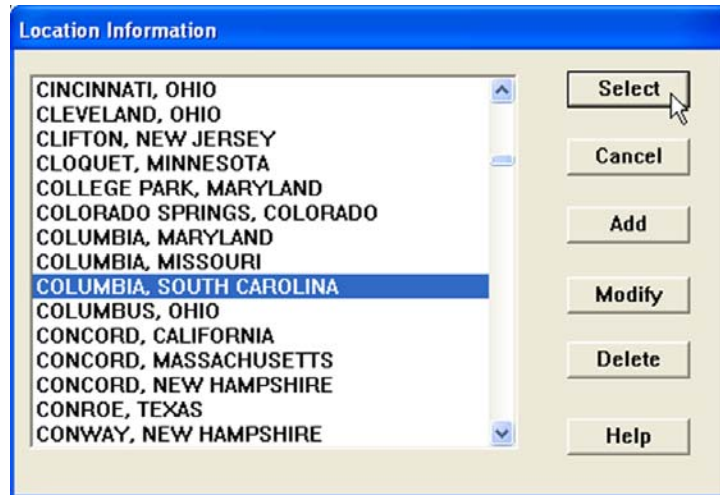 Location Information
CINCINNATI, OHIO
CLEVELAND, OHIO
CLIFTON, NEW JERSEY
CLOQUET, MINNESOTA
COLLEGE PARK, MARYLAND
COLORADO SPRINGS, COLORADO
COLUMBIA, MARYLAND
COLUMBIA, MISSOURI
COLUMBIA, SOUTH CAROLINA
COLUMBUS, OHIO
CONCORD, CALIFORNIA
CONCORD, MASSACHUSETTS
CONCORD, NEW HAMPSHIRE
CONROE, TEXAS
CONWAY, NEW HAMPSHIRE
Select
Cancel
Add
Modify
Delete
Help